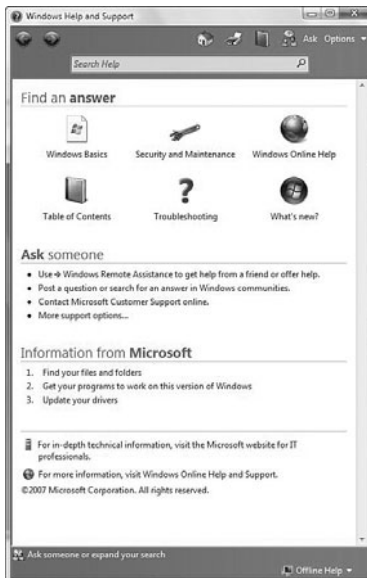 Windows Help and Support
Ask Options
Search Help
Find an answer
Windows Basics Security and Maintenance Windows Online Help
Table of Contents Troubleshooting What's new?
Ask someone
• Use Windows Remote Assistance to get help from a friend or offer help.
• Post a question or search for an answer in Windows communities.
• Contact Microsoft Customer Support online.
• More support options...
Information from Microsoft
1. Find your files and folders
2. Get your programs to work on this version of Windows
3. Update your drivers
For in-depth technical information, visit the Microsoft website for IT
professionals.
For more information, visit Windows Online Help and Support.
©2007 Microsoft Corporation. All rights reserved.
Ask someone or expand your search
Offline Help